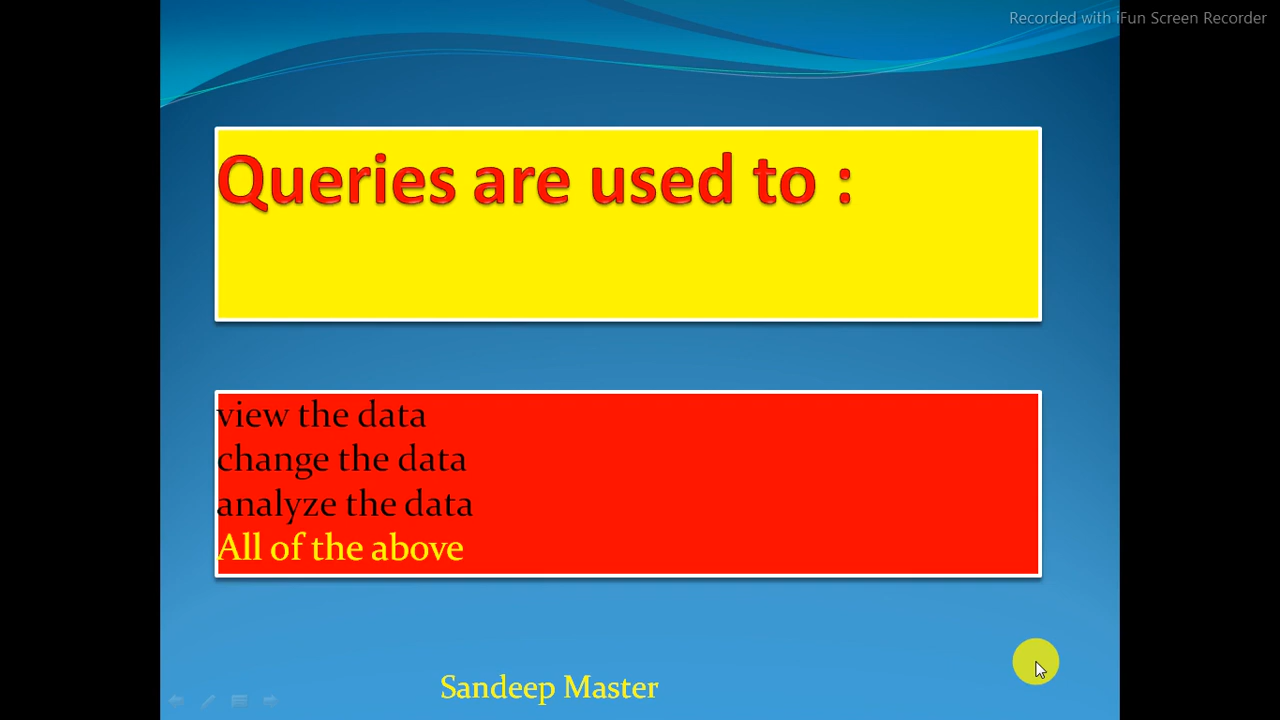 Recorded with iFun Screen Recorder
Queries are used to :
view the data
change the data
analyze the data
All of the above
Sandeep Master